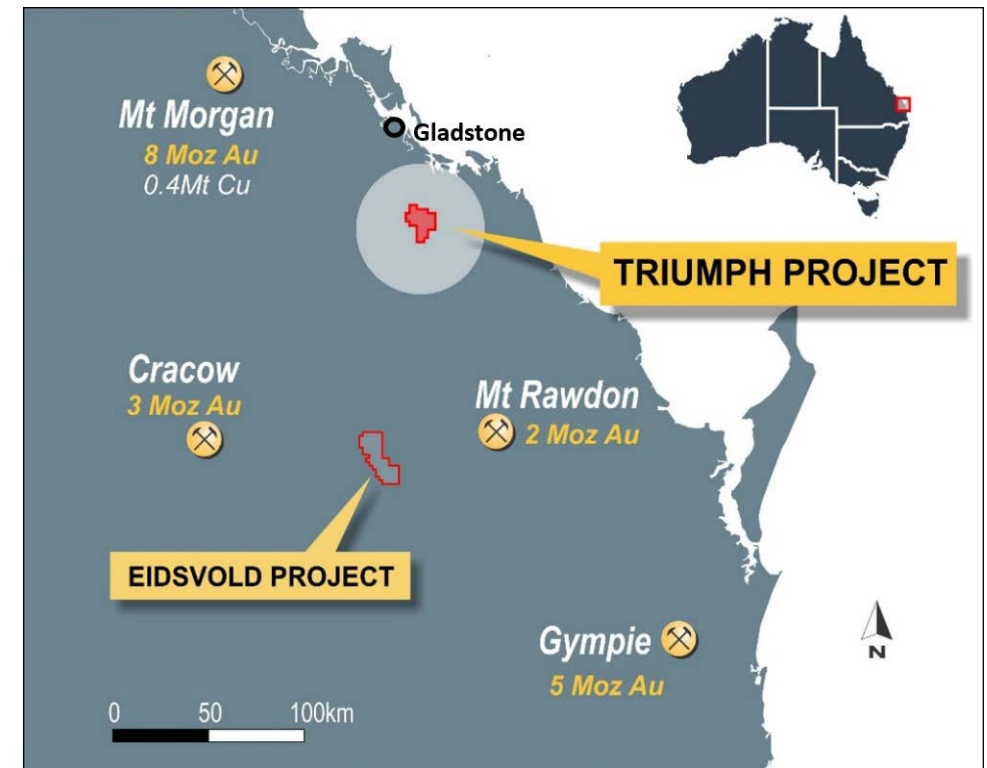 Mt Morgan
8 Moz Au
0.4Mt Cu
Gladstone
TRIUMPH PROJECT
Cracow
3 Moz Au
Mt Rawdon
2 Moz Au
EIDSVOLD PROJECT
Gympie
5 Moz Au
N
0 50 100km